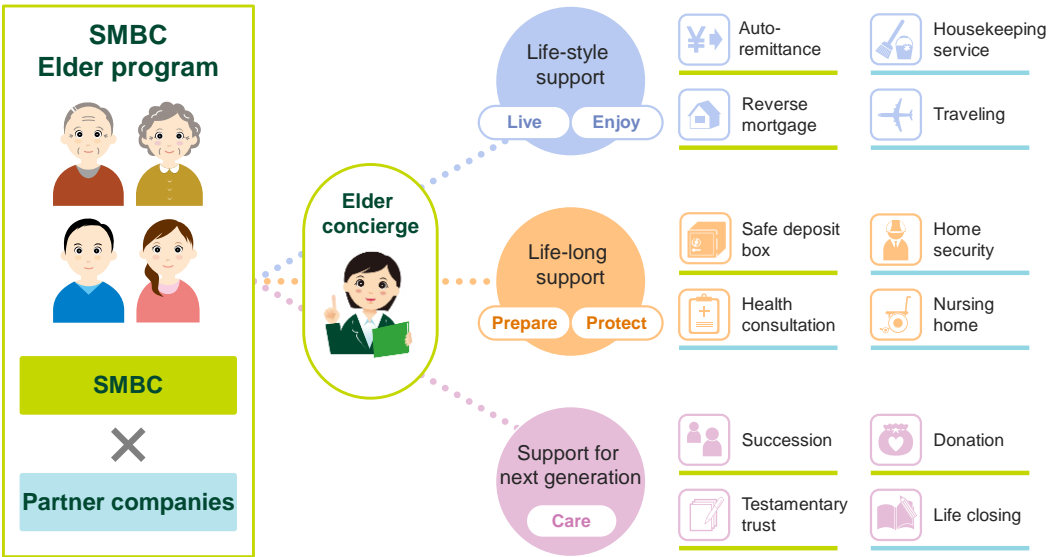 SMBC
Elder program
SMBC
Partner companies
Elder
concierge
Life-style
support
Live
Enjoy
¥
Auto-
remittance
Housekeeping
service
Reverse
mortgage
Traveling
Life-long
support
Prepare
Protect
Safe deposit
box
Home
security
Health
consultation
Nursing
home
Support for
next generation
Care
Succession
Donation
Testamentary
trust
Life closing